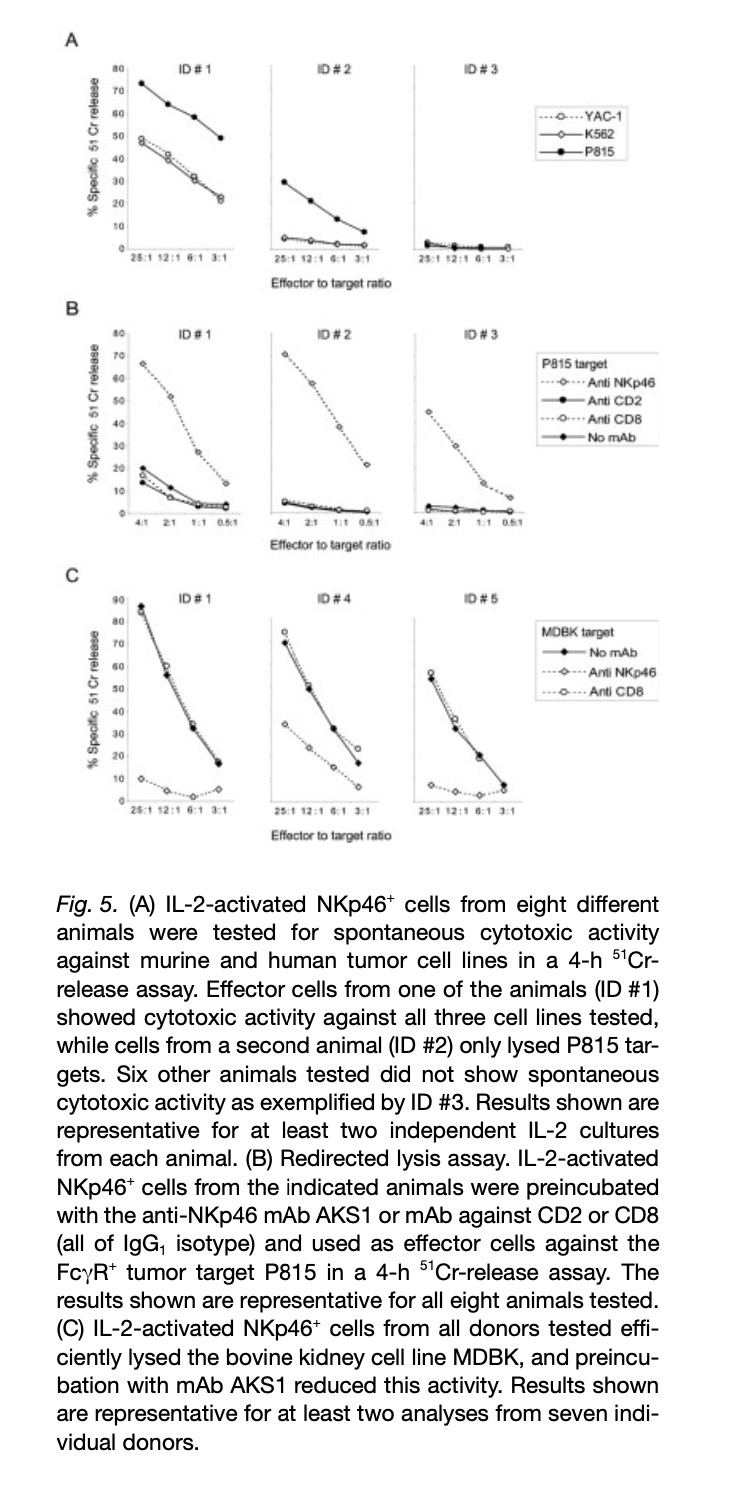 A
ID # 1 ID # 2 ID # 3
% Specific 51 Cr release
80
70
60
50
40
30
20
10
0
25:1 12:1 6:1 3:1
25:1 12:1 6:1 3:1
25:1 12:1 6:1 3:1
Effector to target ratio
YAC-1
K562
P815
B
ID # 1 ID # 2 ID # 3
% Specific 51 Cr release
80
70
60
50
40
30
20
10
0
4:1 2:1 1:1 0.5:1
4:1 2:1 1:1 0.5:1
4:1 2:1 1:1 0.5:1
Effector to target ratio
P815 target
Anti NKp46
Anti CD2
Anti CD8
No mAb
C
ID # 1 ID # 4 ID # 5
% Specific 51 Cr release
90
80
70
60
50
40
30
20
10
0
25:1 12:1 6:1 3:1
25:1 12:1 6:1 3:1
25:1 12:1 6:1 3:1
Effector to target ratio
MDBK target
No mAb
Anti NKp46
Anti CD8
Fig. 5. (A) IL-2-activated NKp46⁺ cells from eight different
animals were tested for spontaneous cytotoxic activity
against murine and human tumor cell lines in a 4-h ⁵¹Cr-
release assay. Effector cells from one of the animals (ID #1)
showed cytotoxic activity against all three cell lines tested,
while cells from a second animal (ID #2) only lysed P815 tar-
gets. Six other animals tested did not show spontaneous
cytotoxic activity as exemplified by ID #3. Results shown are
representative for at least two independent IL-2 cultures
from each animal. (B) Redirected lysis assay. IL-2-activated
NKp46⁺ cells from the indicated animals were preincubated
with the anti-NKp46 mAb AKS1 or mAb against CD2 or CD8
(all of IgG₁ isotype) and used as effector cells against the
FcγR⁺ tumor target P815 in a 4-h ⁵¹Cr-release assay. The
results shown are representative for all eight animals tested.
(C) IL-2-activated NKp46⁺ cells from all donors tested effi-
ciently lysed the bovine kidney cell line MDBK, and preincu-
bation with mAb AKS1 reduced this activity. Results shown
are representative for at least two analyses from seven indi-
vidual donors.